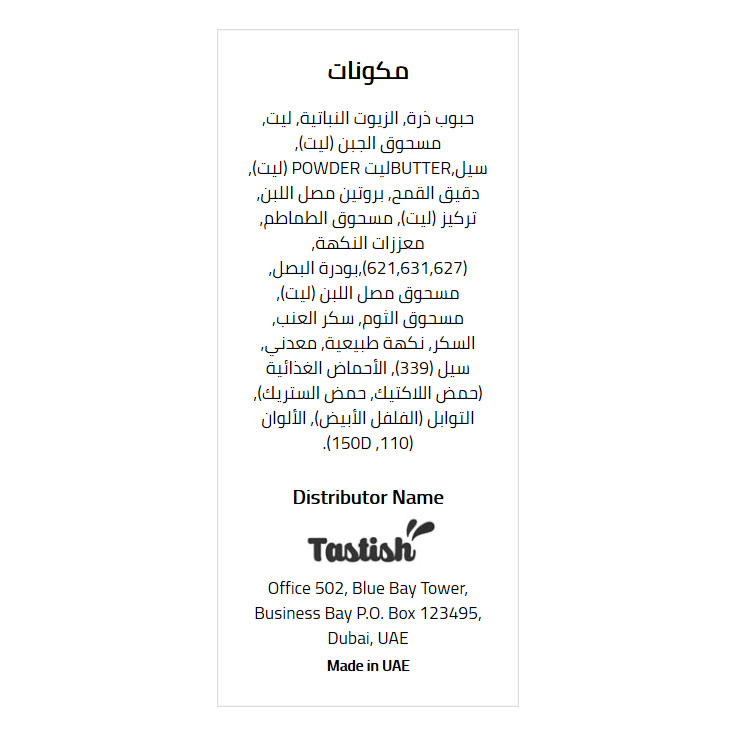 مكونات
حبوب ذرة, الزيوت النباتية, ليت,
مسحوق الجبن (ليت),
سيل,BUTTERليت POWDER (ليت),
دقيق القمح, بروتين مصل اللبن,
تركيز (ليت), مسحوق الطماطم,
معززات النكهة,
(621,631,627),بودرة البصل,
مسحوق مصل اللبن (ليت),
مسحوق الثوم, سكر العنب,
السكر, نكهة طبيعية, معدني,
سيل (339), الأحماض الغذائية
(حمض اللاكتيك, حمض الستريك),
التوابل (الفلفل الأبيض), الألوان
(110, 150D).
Distributor Name
Tastish
Office 502, Blue Bay Tower,
Business Bay P.O. Box 123495,
Dubai, UAE
Made in UAE